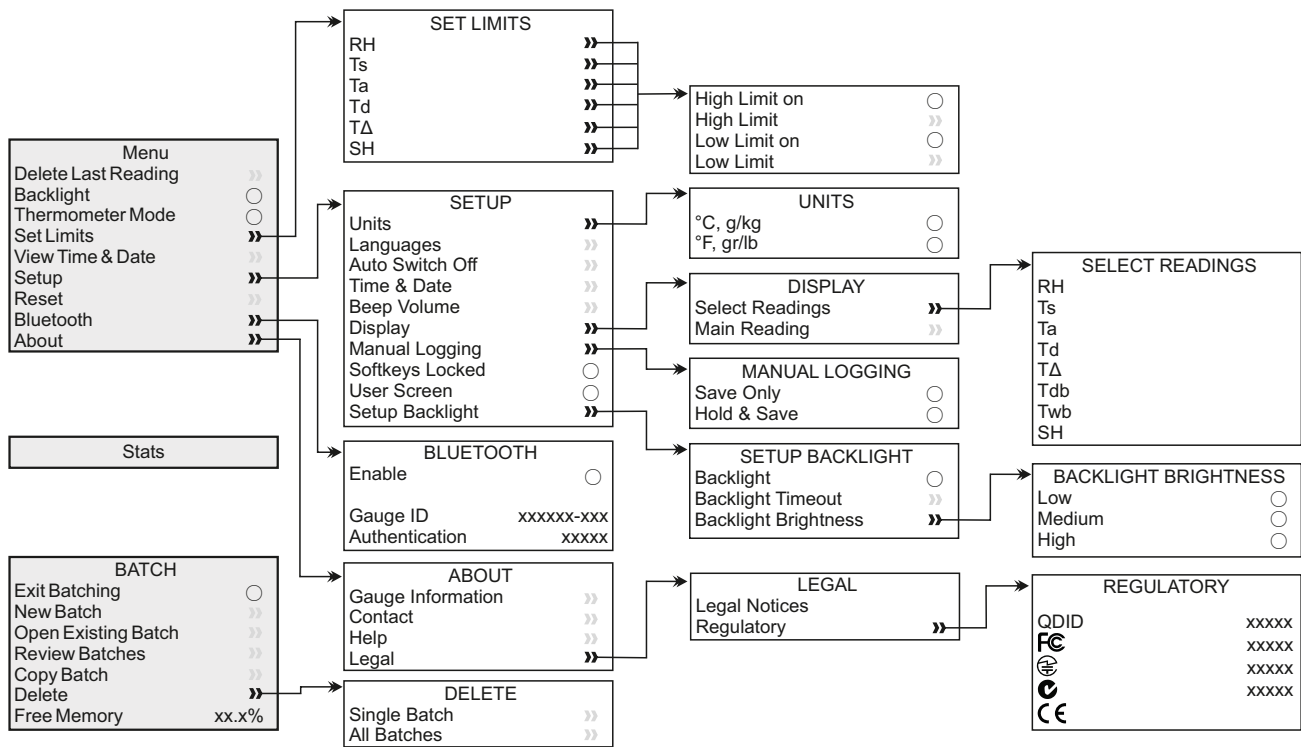 Menu
Delete Last Reading »
Backlight
Thermometer Mode
Set Limits »
View Time & Date »
Setup »
Reset »
Bluetooth »
About »
Stats
BATCH
Exit Batching
New Batch »
Open Existing Batch »
Review Batches »
Copy Batch »
Delete »
Free Memory xx.x%
SET LIMITS
RH »
Ts »
Ta »
Td »
TΔ »
SH »
High Limit on
High Limit »
Low Limit on
Low Limit »
SETUP
Units »
Languages »
Auto Switch Off »
Time & Date »
Beep Volume »
Display »
Manual Logging »
Softkeys Locked
User Screen
Setup Backlight »
UNITS
°C, g/kg
°F, gr/lb
DISPLAY
Select Readings »
Main Reading »
SELECT READINGS
RH
Ts
Ta
Td
TΔ
Tdb
Twb
SH
MANUAL LOGGING
Save Only
Hold & Save
SETUP BACKLIGHT
Backlight
Backlight Timeout »
Backlight Brightness »
BACKLIGHT BRIGHTNESS
Low
Medium
High
BLUETOOTH
Enable
Gauge ID xxxxxx-xxx
Authentication xxxxx
ABOUT
Gauge Information »
Contact »
Help »
Legal »
LEGAL
Legal Notices
Regulatory »
REGULATORY
QDID xxxxx
FC xxxxx
xxxxx
xxxxx
CE
DELETE
Single Batch »
All Batches »